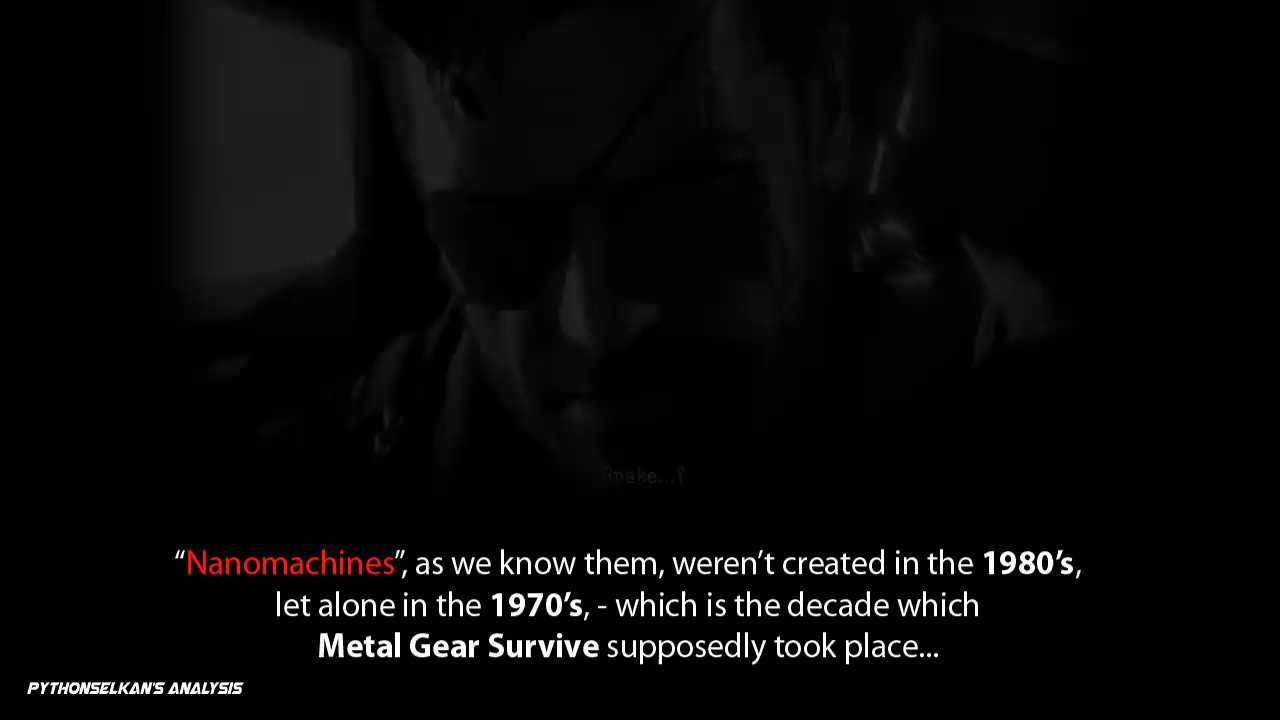 Snake...?
“Nanomachines”, as we know them, weren’t created in the 1980’s,
let alone in the 1970’s, - which is the decade which
Metal Gear Survive supposedly took place...
PYTHONSELKAN'S ANALYSIS